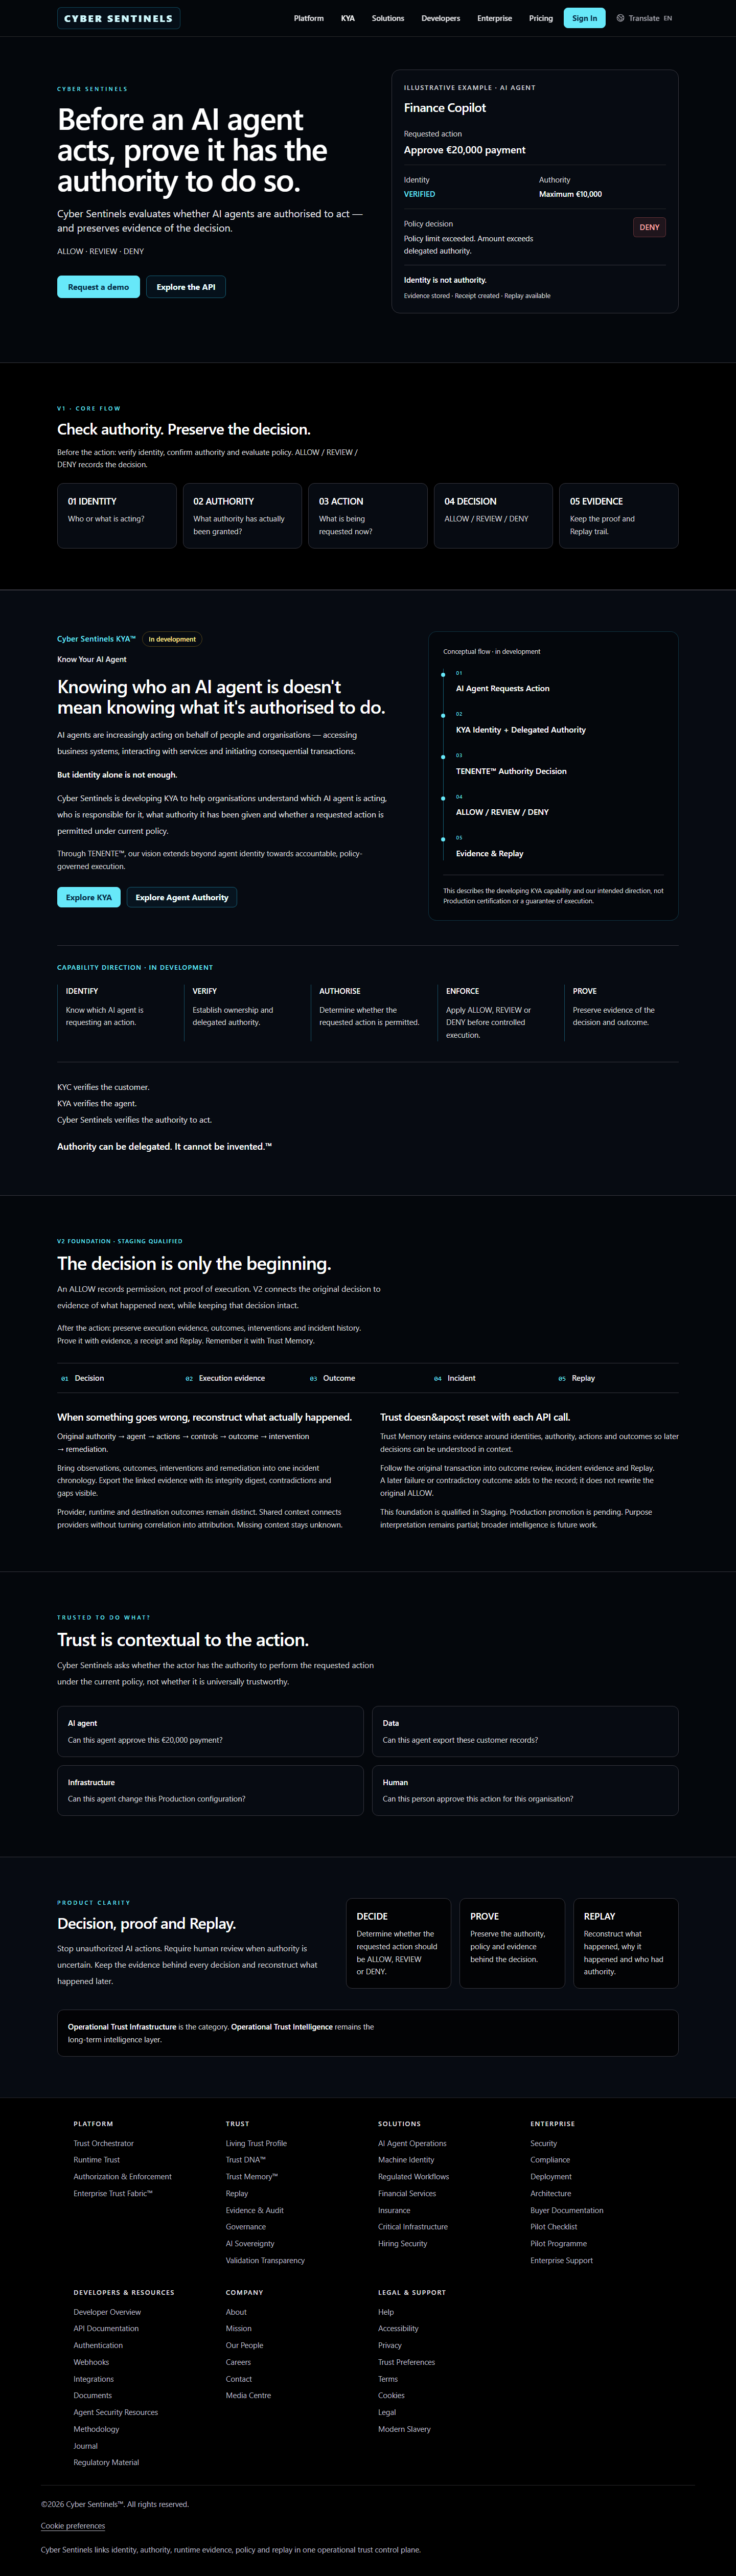 CYBER SENTINELS
Platform KYA Solutions Developers Enterprise Pricing Sign In Translate EN
CYBER SENTINELS
Before an AI agent
acts, prove it has the
authority to do so.
Cyber Sentinels evaluates whether AI agents are authorised to act —
and preserves evidence of the decision.
ALLOW · REVIEW · DENY
Request a demo
Explore the API
ILLUSTRATIVE EXAMPLE · AI AGENT
Finance Copilot
Requested action
Approve €20,000 payment
Identity
VERIFIED
Authority
Maximum €10,000
Policy decision
Policy limit exceeded. Amount exceeds
delegated authority.
DENY
Identity is not authority.
Evidence stored · Receipt created · Replay available
V1 · CORE FLOW
Check authority. Preserve the decision.
Before the action: verify identity, confirm authority and evaluate policy. ALLOW / REVIEW /
DENY records the decision.
01 IDENTITY
Who or what is acting?
02 AUTHORITY
What authority has actually
been granted?
03 ACTION
What is being
requested now?
04 DECISION
ALLOW / REVIEW / DENY
05 EVIDENCE
Keep the proof and
Replay trail.
Cyber Sentinels KYA™
In development
Know Your AI Agent
Knowing who an AI agent is doesn't
mean knowing what it's authorised to do.
AI agents are increasingly acting on behalf of people and organisations — accessing
business systems, interacting with services and initiating consequential transactions.
But identity alone is not enough.
Cyber Sentinels is developing KYA to help organisations understand which AI agent is acting,
who is responsible for it, what authority it has been given and whether a requested action is
permitted under current policy.
Through TENENTE™, our vision extends beyond agent identity towards accountable, policy-
governed execution.
Explore KYA
Explore Agent Authority
Conceptual flow · in development
01
AI Agent Requests Action
02
KYA Identity + Delegated Authority
03
TENENTE™ Authority Decision
04
ALLOW / REVIEW / DENY
05
Evidence & Replay
This describes the developing KYA capability and our intended direction, not
Production certification or a guarantee of execution.
CAPABILITY DIRECTION · IN DEVELOPMENT
IDENTIFY
Know which AI agent is
requesting an action.
VERIFY
Establish ownership and
delegated authority.
AUTHORISE
Determine whether the
requested action is permitted.
ENFORCE
Apply ALLOW, REVIEW or
DENY before controlled
execution.
PROVE
Preserve evidence of the
decision and outcome.
KYC verifies the customer.
KYA verifies the agent.
Cyber Sentinels verifies the authority to act.
Authority can be delegated. It cannot be invented.™
V2 FOUNDATION · STAGING QUALIFIED
The decision is only the beginning.
An ALLOW records permission, not proof of execution. V2 connects the original decision to
evidence of what happened next, while keeping that decision intact.
After the action: preserve execution evidence, outcomes, interventions and incident history.
Prove it with evidence, a receipt and Replay. Remember it with Trust Memory.
01 Decision
02 Execution evidence
03 Outcome
04 Incident
05 Replay
When something goes wrong, reconstruct what actually happened.
Original authority → agent → actions → controls → outcome → intervention
→ remediation.
Bring observations, outcomes, interventions and remediation into one incident
chronology. Export the linked evidence with its integrity digest, contradictions and
gaps visible.
Provider, runtime and destination outcomes remain distinct. Shared context connects
providers without turning correlation into attribution. Missing context stays unknown.
Trust doesn&apos;t reset with each API call.
Trust Memory retains evidence around identities, authority, actions and outcomes so later
decisions can be understood in context.
Follow the original transaction into outcome review, incident evidence and Replay.
A later failure or contradictory outcome adds to the record; it does not rewrite the
original ALLOW.
This foundation is qualified in Staging. Production promotion is pending. Purpose
interpretation remains partial; broader intelligence is future work.
TRUSTED TO DO WHAT?
Trust is contextual to the action.
Cyber Sentinels asks whether the actor has the authority to perform the requested action
under the current policy, not whether it is universally trustworthy.
AI agent
Can this agent approve this €20,000 payment?
Data
Can this agent export these customer records?
Infrastructure
Can this agent change this Production configuration?
Human
Can this person approve this action for this organisation?
PRODUCT CLARITY
Decision, proof and Replay.
Stop unauthorized AI actions. Require human review when authority is
uncertain. Keep the evidence behind every decision and reconstruct what
happened later.
DECIDE
Determine whether the
requested action should
be ALLOW, REVIEW
or DENY.
PROVE
Preserve the authority,
policy and evidence
behind the decision.
REPLAY
Reconstruct what
happened, why it
happened and who had
authority.
Operational Trust Infrastructure is the category. Operational Trust Intelligence remains the
long-term intelligence layer.
PLATFORM
Trust Orchestrator
Runtime Trust
Authorization & Enforcement
Enterprise Trust Fabric™
TRUST
Living Trust Profile
Trust DNA™
Trust Memory™
Replay
Evidence & Audit
Governance
AI Sovereignty
Validation Transparency
SOLUTIONS
AI Agent Operations
Machine Identity
Regulated Workflows
Financial Services
Insurance
Critical Infrastructure
Hiring Security
ENTERPRISE
Security
Compliance
Deployment
Architecture
Buyer Documentation
Pilot Checklist
Pilot Programme
Enterprise Support
DEVELOPERS & RESOURCES
Developer Overview
API Documentation
Authentication
Webhooks
Integrations
Documents
Agent Security Resources
Methodology
Journal
Regulatory Material
COMPANY
About
Mission
Our People
Careers
Contact
Media Centre
LEGAL & SUPPORT
Help
Accessibility
Privacy
Trust Preferences
Terms
Cookies
Legal
Modern Slavery
©2026 Cyber Sentinels™. All rights reserved.
Cookie preferences
Cyber Sentinels links identity, authority, runtime evidence, policy and replay in one operational trust control plane.